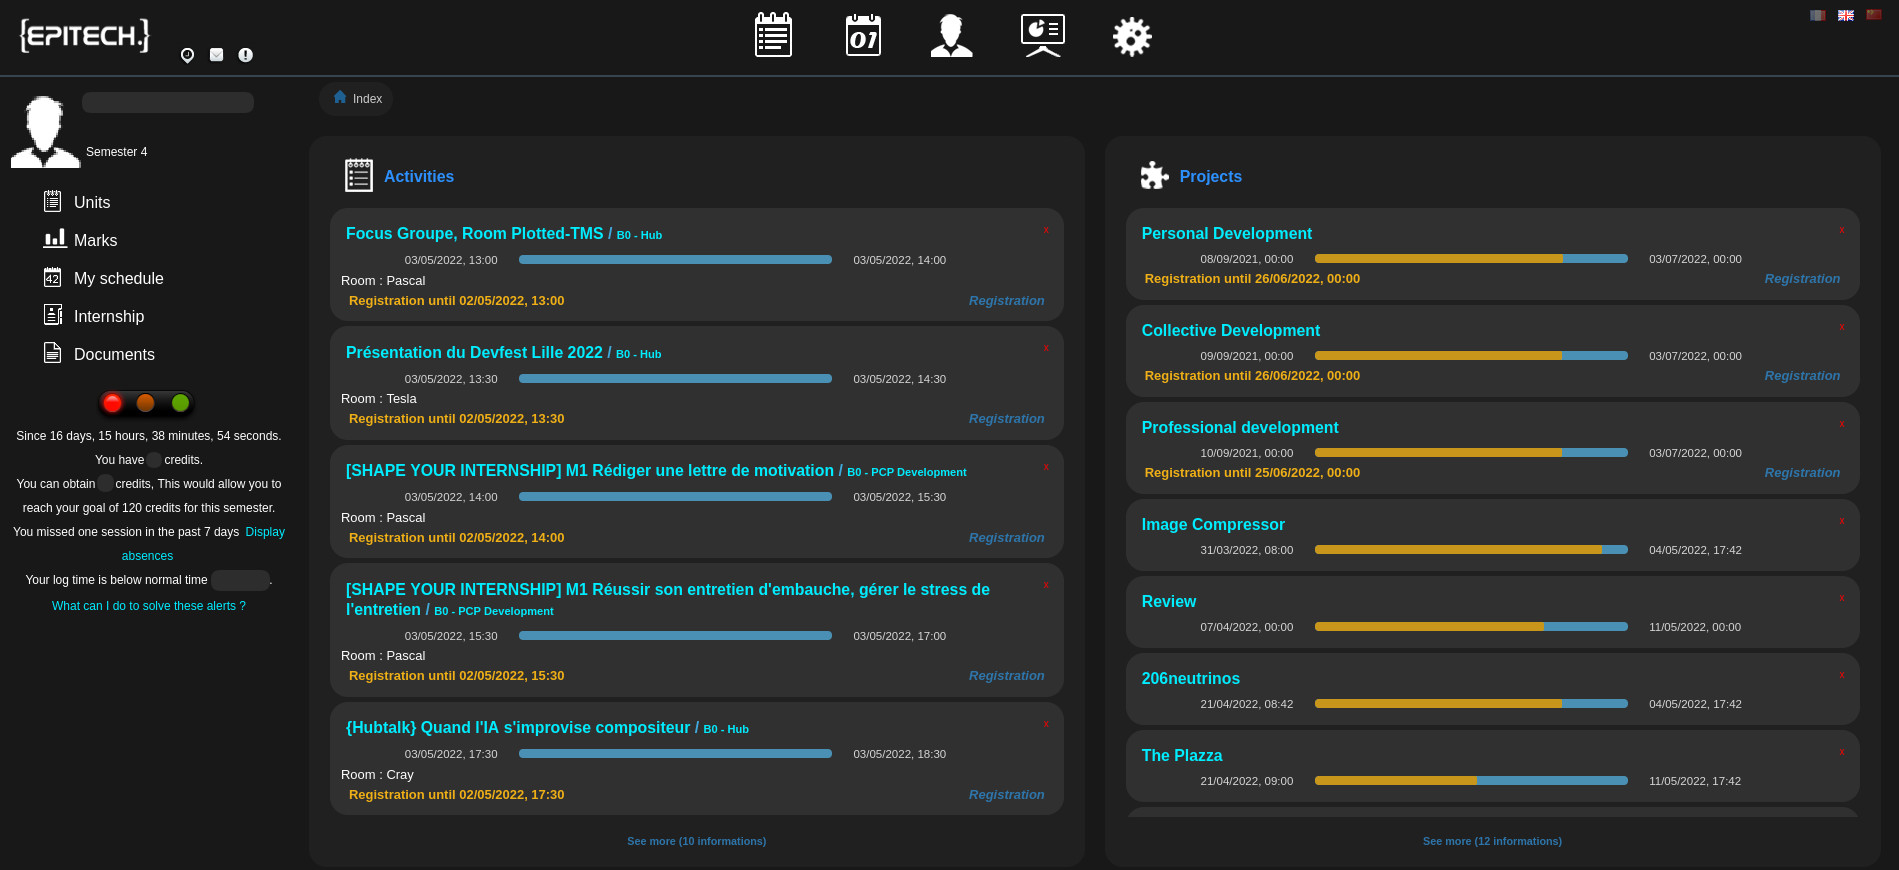 {EPITECH.}
01
Index
Semester 4
Units
Marks
42
My schedule
Internship
Documents
Since 16 days, 15 hours, 38 minutes, 54 seconds.
You have credits.
You can obtain credits, This would allow you to
reach your goal of 120 credits for this semester.
You missed one session in the past 7 days Display
absences
Your log time is below normal time .
What can I do to solve these alerts ?
Activities
Focus Groupe, Room Plotted-TMS / B0 - Hub x
03/05/2022, 13:00 03/05/2022, 14:00
Room : Pascal
Registration until 02/05/2022, 13:00 Registration
Présentation du Devfest Lille 2022 / B0 - Hub x
03/05/2022, 13:30 03/05/2022, 14:30
Room : Tesla
Registration until 02/05/2022, 13:30 Registration
[SHAPE YOUR INTERNSHIP] M1 Rédiger une lettre de motivation / B0 - PCP Development x
03/05/2022, 14:00 03/05/2022, 15:30
Room : Pascal
Registration until 02/05/2022, 14:00 Registration
[SHAPE YOUR INTERNSHIP] M1 Réussir son entretien d'embauche, gérer le stress de x
l'entretien / B0 - PCP Development
03/05/2022, 15:30 03/05/2022, 17:00
Room : Pascal
Registration until 02/05/2022, 15:30 Registration
{Hubtalk} Quand l'IA s'improvise compositeur / B0 - Hub x
03/05/2022, 17:30 03/05/2022, 18:30
Room : Cray
Registration until 02/05/2022, 17:30 Registration
See more (10 informations)
Projects
Personal Development x
08/09/2021, 00:00 03/07/2022, 00:00
Registration until 26/06/2022, 00:00 Registration
Collective Development x
09/09/2021, 00:00 03/07/2022, 00:00
Registration until 26/06/2022, 00:00 Registration
Professional development x
10/09/2021, 00:00 03/07/2022, 00:00
Registration until 25/06/2022, 00:00 Registration
Image Compressor x
31/03/2022, 08:00 04/05/2022, 17:42
Review x
07/04/2022, 00:00 11/05/2022, 00:00
206neutrinos x
21/04/2022, 08:42 04/05/2022, 17:42
The Plazza x
21/04/2022, 09:00 11/05/2022, 17:42
See more (12 informations)